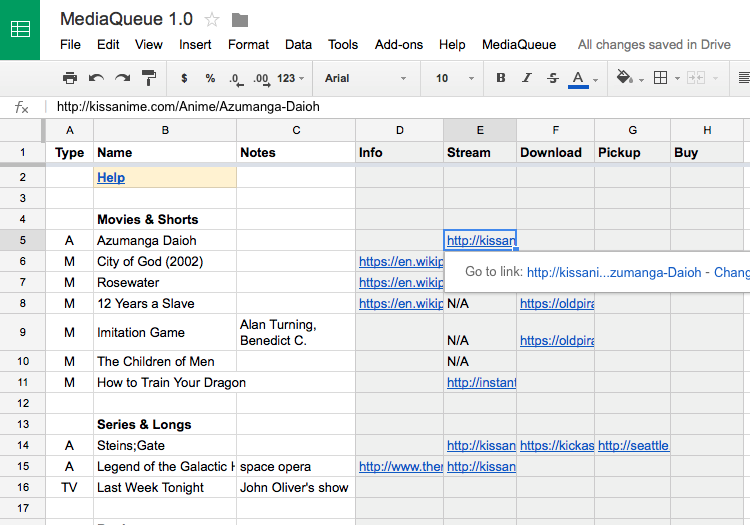 MediaQueue 1.0
File Edit View Insert Format Data Tools Add-ons Help MediaQueue All changes saved in Drive
$ % .0 .00 123 Arial 10 B I S A
fx http://kissanime.com/Anime/Azumanga-Daioh
A B C D E F G H
1 Type Name Notes Info Stream Download Pickup Buy
2 Help
3
4 Movies & Shorts
5 A Azumanga Daioh http://kissan
6 M City of God (2002) https://en.wikip
Go to link: http://kissani...zumanga-Daioh - Chang
7 M Rosewater https://en.wikip
8 M 12 Years a Slave https://en.wikip N/A https://oldpira
9 M Imitation Game Alan Turning,
Benedict C. N/A https://oldpira
10 M The Children of Men N/A
11 M How to Train Your Dragon http://instant
12
13 Series & Longs
14 A Steins;Gate http://kissan https://kickas http://seattle
15 A Legend of the Galactic H space opera http://www.ther http://kissan
16 TV Last Week Tonight John Oliver's show
17